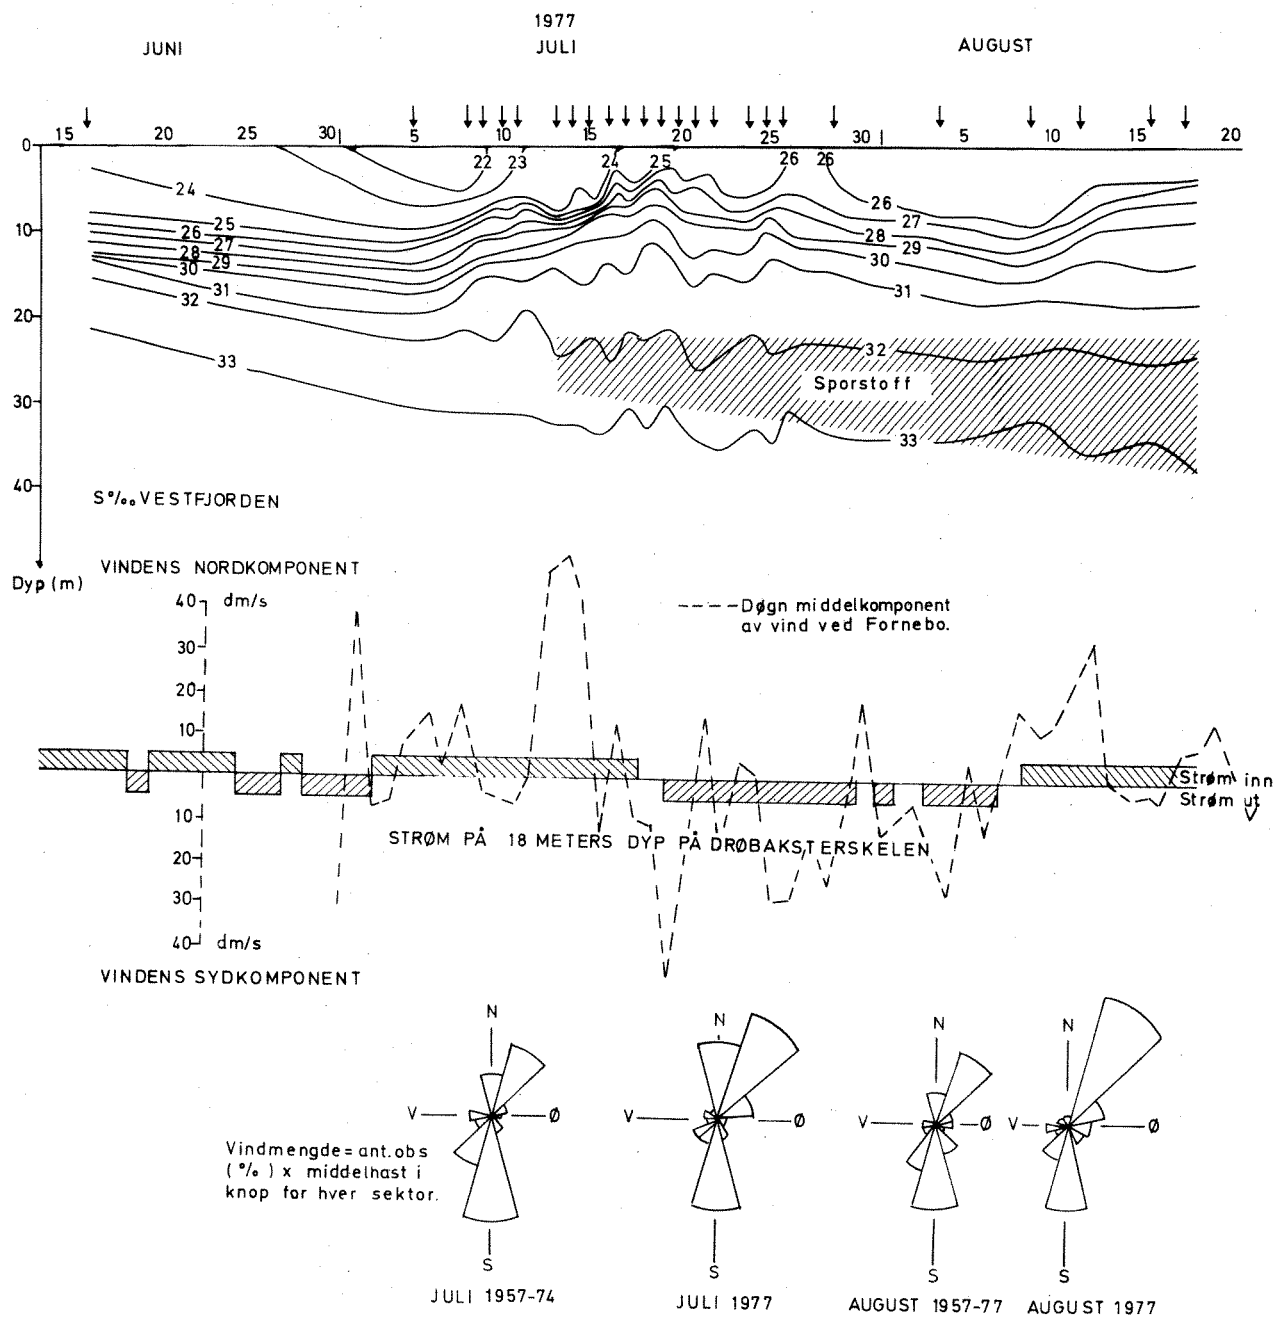 1977
JUNI JULI AUGUST
15 20 25 30 5 10 15 20 25 30 5 10 15 20
0
10
20
30
40
Dyp (m)
22 23 24 25 26 26
24
25
26
27
28
29
30
31
32
33
26
27
28
29
30
31
32
Sporstoff
33
S‰ VESTFJORDEN
VINDENS NORDKOMPONENT
40 dm/s
30
20
10
10
20
30
40 dm/s
VINDENS SYDKOMPONENT
Døgn middelkomponent
av vind ved Fornebo.
Strøm inn
Strøm ut
STRØM PÅ 18 METERS DYP PÅ DRØBAKSTERSKELEN
Vindmengde = ant.obs
(%) x middelhast i
knop for hver sektor.
N
V Ø
S
JULI 1957-74
N
V Ø
S
JULI 1977
N
V
S
AUGUST 1957-77
N
V Ø
S
AUGUST 1977